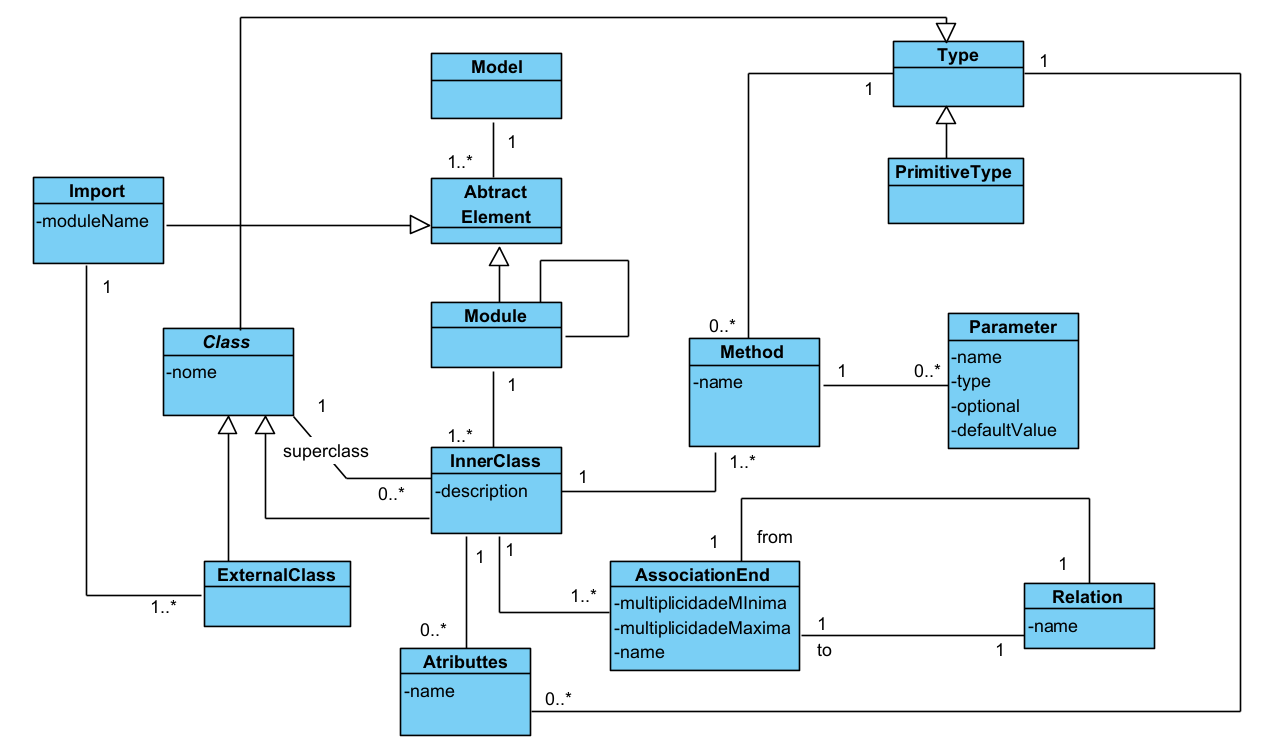 Type
1
1
Model
1
1..*
PrimitiveType
Import
-moduleName
Abtract
Element
1
Module
Class
-nome
0..*
Method
-name
1
0..*
Parameter
-name
-type
-optional
-defaultValue
1
1
superclass
1..*
InnerClass
-description
0..*
1
1..*
1
1
from
1
1
ExternalClass
1..*
AssociationEnd
-multiplicidadeMInima
-multiplicidadeMaxima
-name
1..*
Relation
-name
1
to
1
0..*
Atributtes
-name
0..*